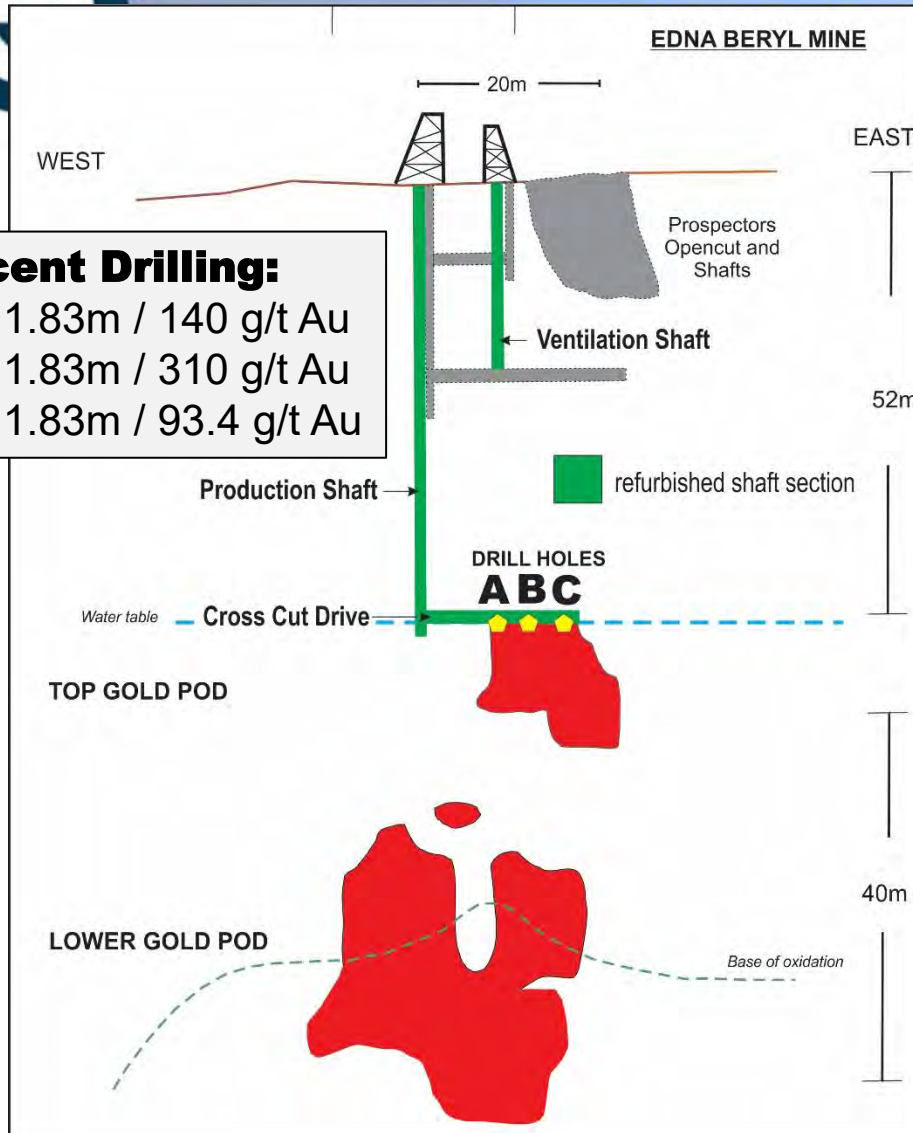 EDNA BERYL MINE
20m
WEST
EAST
Prospectors
Opencut and
Shafts
cent Drilling:
1.83m / 140 g/t Au
1.83m / 310 g/t Au
1.83m / 93.4 g/t Au
Ventilation Shaft
52m
Production Shaft
refurbished shaft section
DRILL HOLES
A B C
Water table
Cross Cut Drive
TOP GOLD POD
40m
LOWER GOLD POD
Base of oxidation